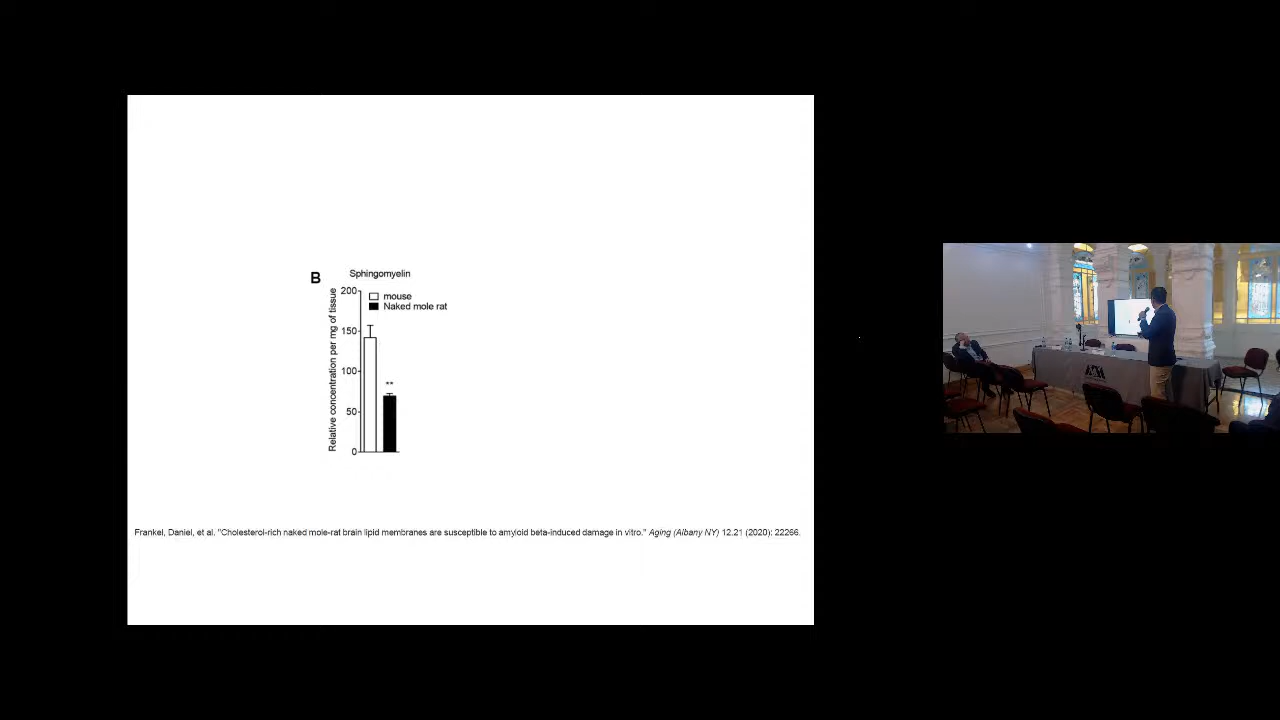 B
Sphingomyelin
Relative concentration per mg of tissue
200
150
100
50
0
mouse
Naked mole rat
**
Frankel, Daniel, et al. "Cholesterol-rich naked mole-rat brain lipid membranes are susceptible to amyloid beta-induced damage in vitro." Aging (Albany NY) 12.21 (2020): 22266.